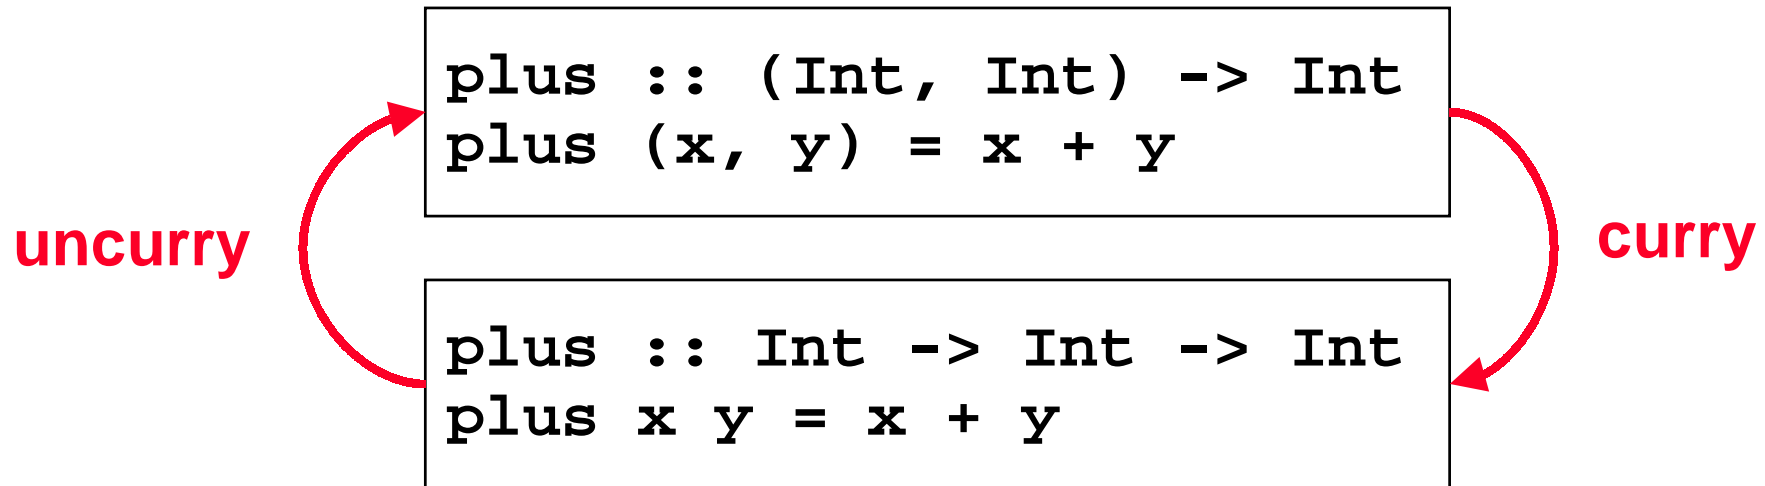 plus :: (Int, Int) -> Int
plus (x, y) = x + y
uncurry
curry
plus :: Int -> Int -> Int
plus x y = x + y